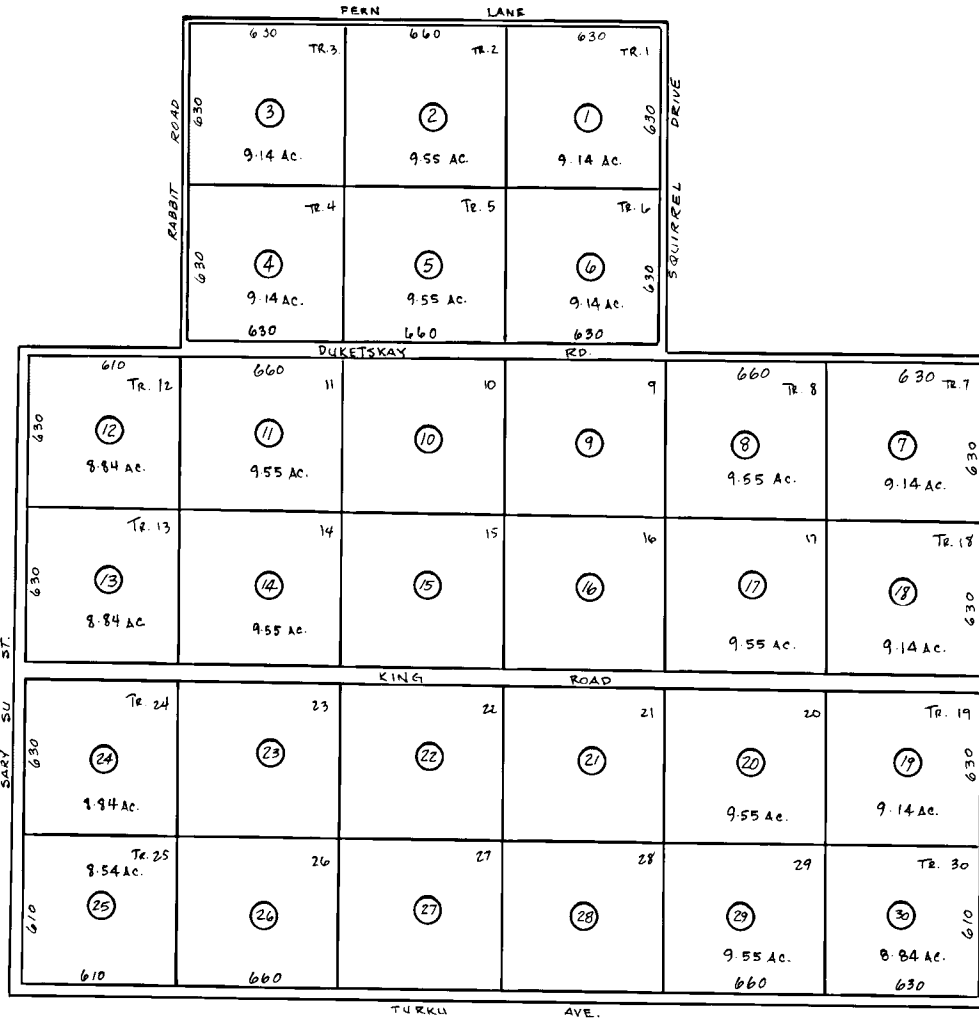 FERN LANE
630 660 630
TR.3. TR.2 TR.1
RABBIT ROAD
630
3 2 1
630
SQUIRREL DRIVE
9.14 AC. 9.55 AC. 9.14 AC.
TR.4 TR.5 TR.6
630
4 5 6
630
9.14 AC. 9.55 AC. 9.14 AC.
630 660 630
DUKETSKAY RD.
610 660 660 630
TR. 12 11 10 9 TR. 8 TR.7
630
12 11 10 9 8 7
630
8.84 AC. 9.55 AC. 9.55 AC. 9.14 AC.
TR. 13 14 15 16 17 TR. 18
630
13 14 15 16 17 18
630
8.84 AC 9.55 AC. 9.55 AC. 9.14 AC.
SARY SU ST.
KING ROAD
TR. 24 23 22 21 20 TR. 19
630
24 23 22 21 20 19
630
8.84 AC. 9.55 AC. 9.14 AC.
TR. 25 26 27 28 29 TR. 30
8.54 AC.
610
25 26 27 28 29 30
610
9.55 AC. 8.84 AC.
610 660 660 630
TURKU AVE.